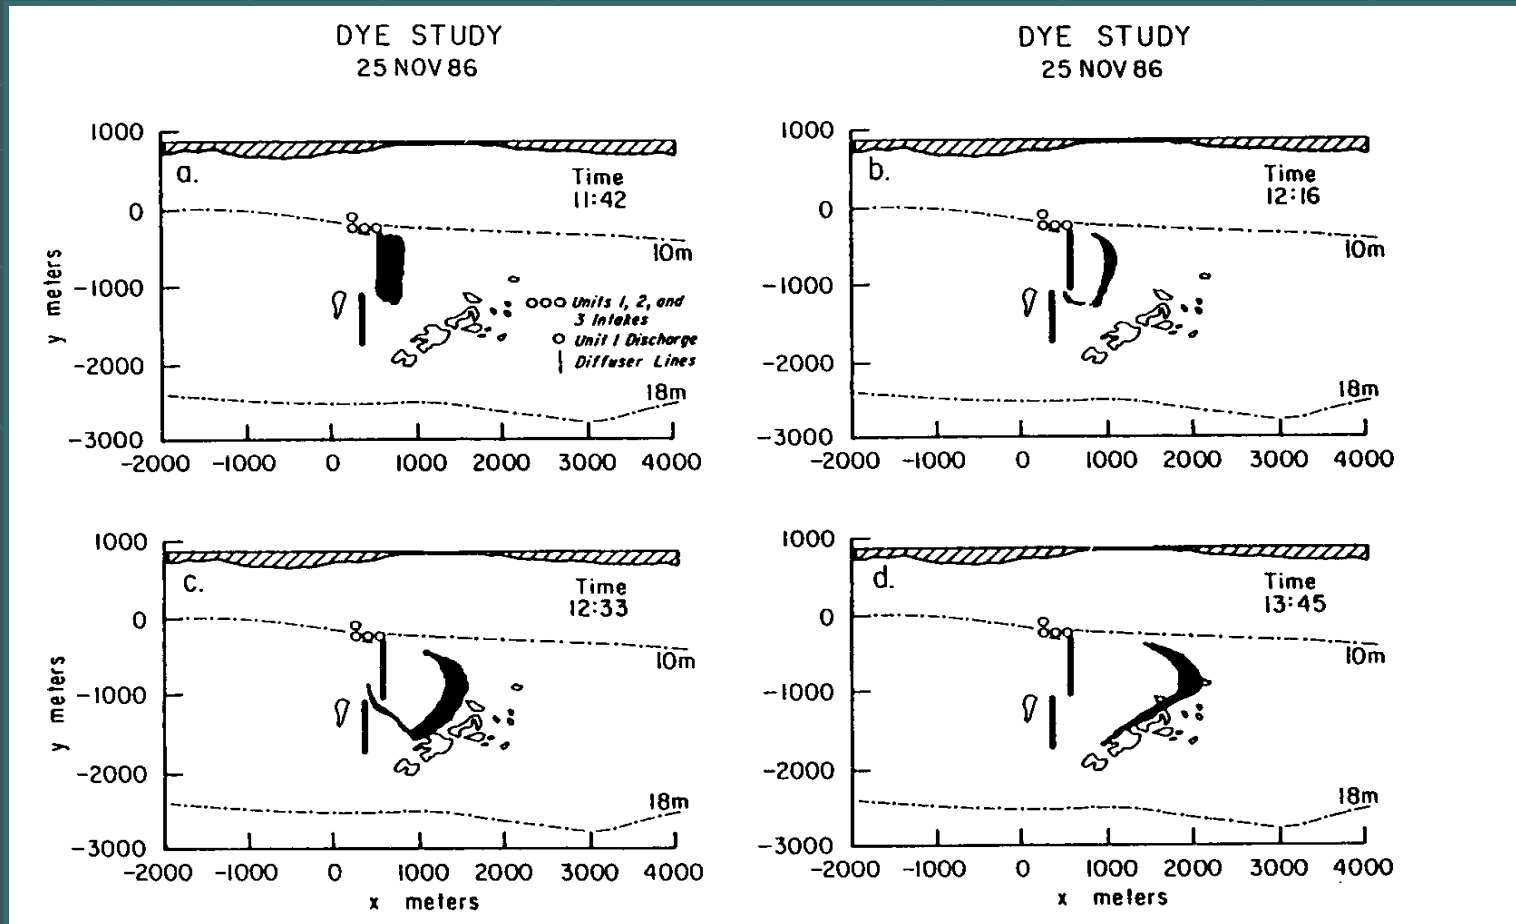 DYE STUDY
25 NOV 86
1000
0
-1000
-2000
-3000
y meters
a.
Time
11:42
10m
000 Units 1, 2, and
3 Intakes
0 Unit 1 Discharge
| Diffuser Lines
18m
-2000 -1000 0 1000 2000 3000 4000
DYE STUDY
25 NOV 86
1000
0
-1000
-2000
-3000
b.
Time
12:16
10m
18m
-2000 -1000 0 1000 2000 3000 4000
1000
0
-1000
-2000
-3000
y meters
c.
Time
12:33
10m
18m
-2000 -1000 0 1000 2000 3000 4000
x meters
1000
0
-1000
-2000
-3000
d.
Time
13:45
10m
18m
-2000 -1000 0 1000 2000 3000 4000
x meters